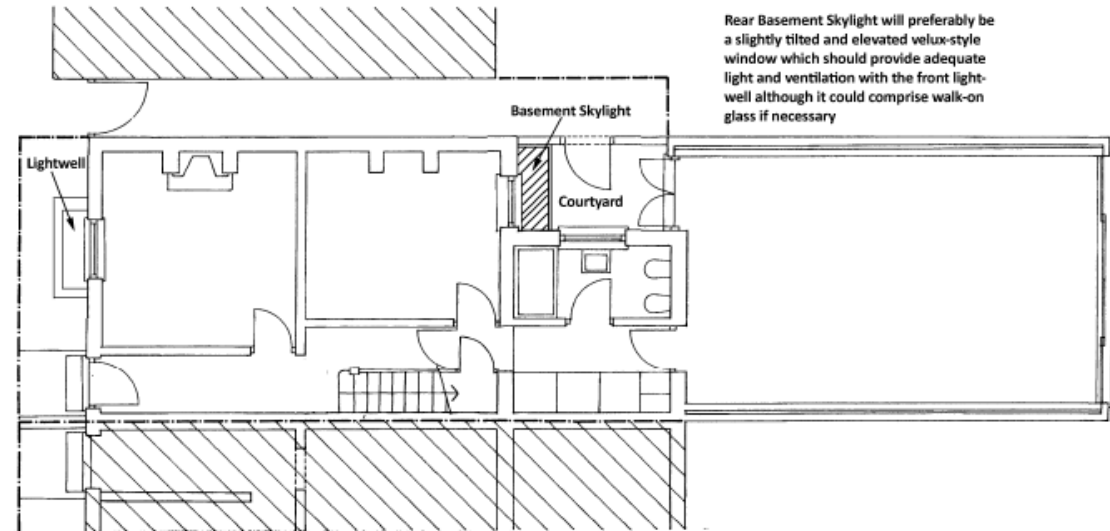 Rear Basement Skylight will preferably be
a slightly tilted and elevated velux-style
window which should provide adequate
light and ventilation with the front light-
well although it could comprise walk-on
glass if necessary
Basement Skylight
Lightwell
Courtyard